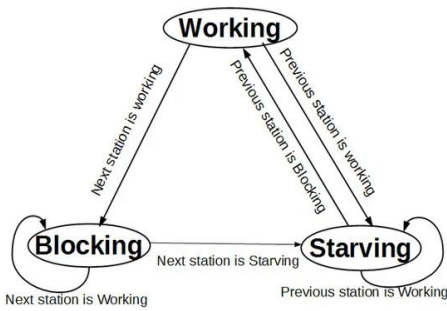 Working
Next station is working
Previous station is Blocking
Previous station is working
Blocking
Next station is Starving
Starving
Next station is Working
Previous station is Working